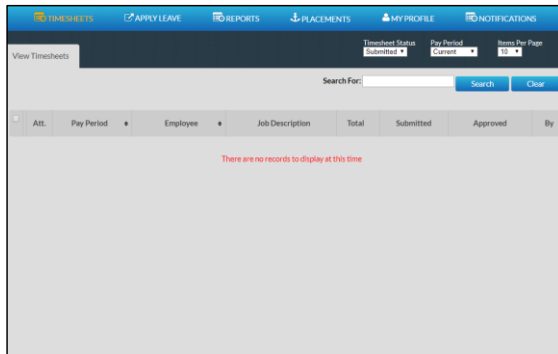 TIMESHEETS APPLY LEAVE REPORTS PLACEMENTS MY PROFILE NOTIFICATIONS
Timesheet Status Pay Period Items Per Page
View Timesheets Submitted Current 10
Search For: Search Clear
Att. Pay Period Employee Job Description Total Submitted Approved By
There are no records to display at this time